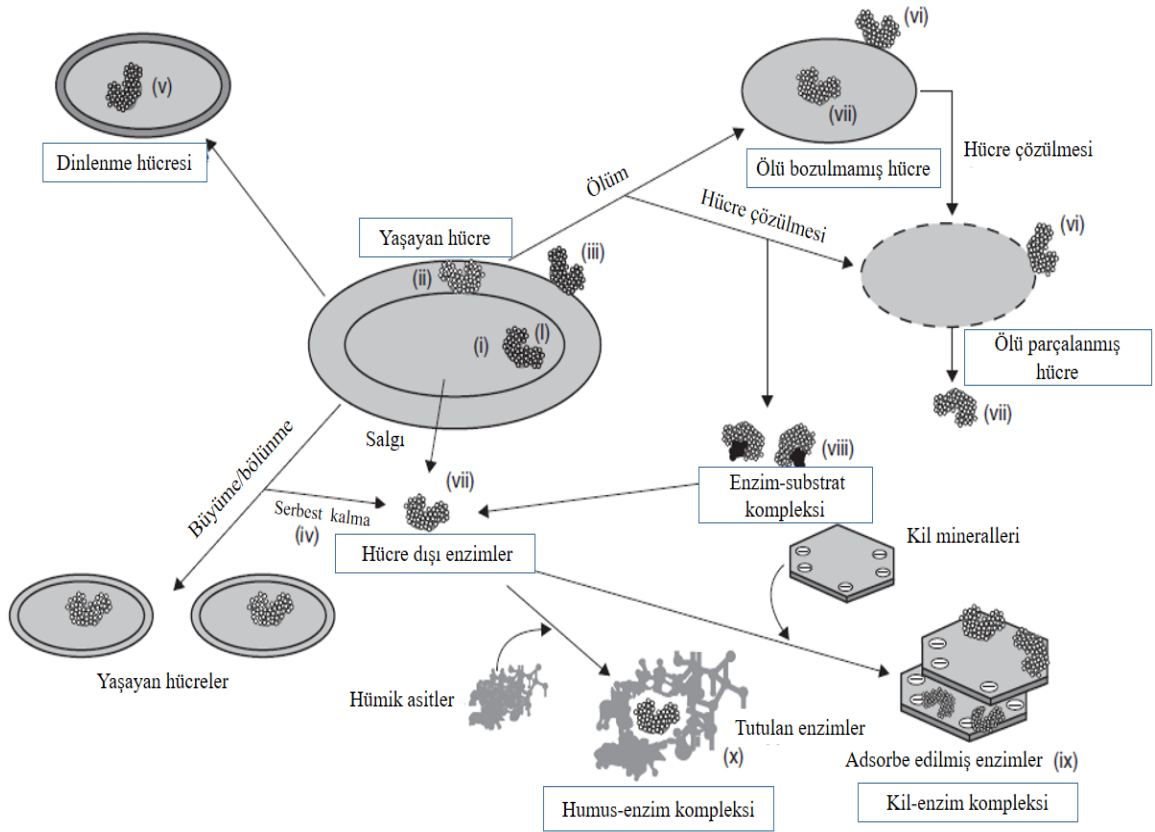 (vi)
(v)
(vii)
Dinlenme hücresi
Ölü bozulmamış hücre
Hücre çözülmesi
Ölüm
Hücre çözülmesi
Yaşayan hücre
(vi)
(iii)
(ii)
(i)
(l)
Ölü parçalanmış
hücre
(vii)
Salgı
Büyüme/bölünme
(viii)
(vii)
Enzim-substrat
kompleksi
Serbest kalma
(iv)
Kil mineralleri
Hücre dışı enzimler
Yaşayan hücreler
Hümik asitler
Tutulan enzimler
(x)
Adsorbe edilmiş enzimler (ix)
Humus-enzim kompleksi
Kil-enzim kompleksi